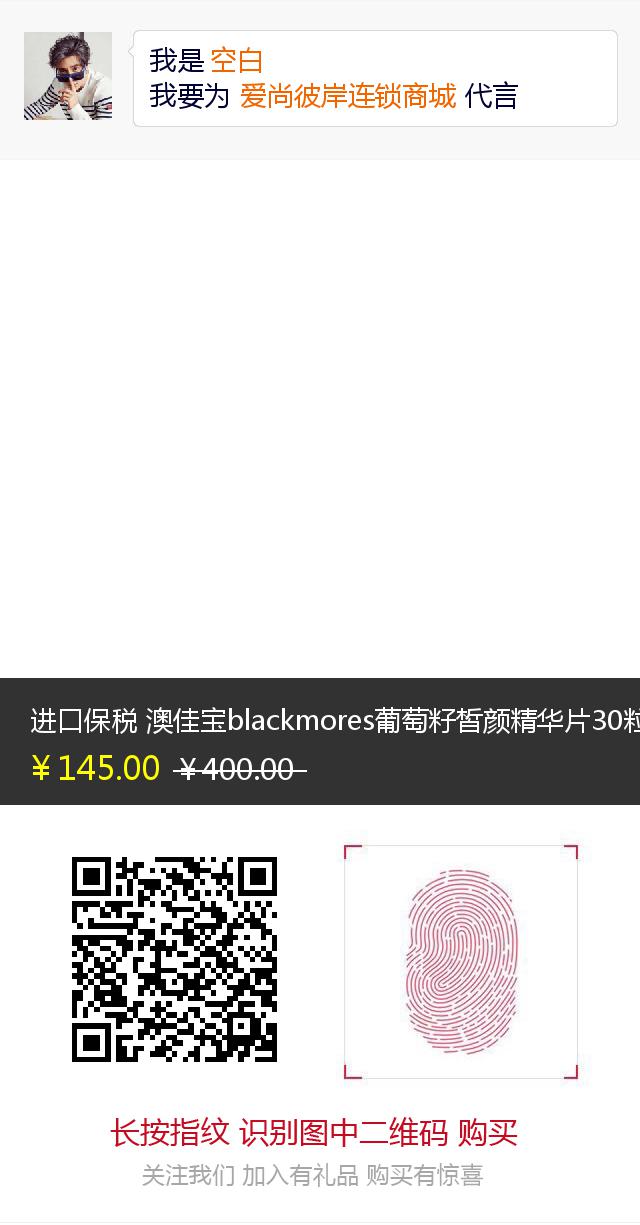 我是 空白
我要为 爱尚彼岸连锁商城 代言
进口保税 澳佳宝blackmores葡萄籽皙颜精华片30粒
¥145.00 ¥400.00
长按指纹 识别图中二维码 购买
关注我们 加入有礼品 购买有惊喜